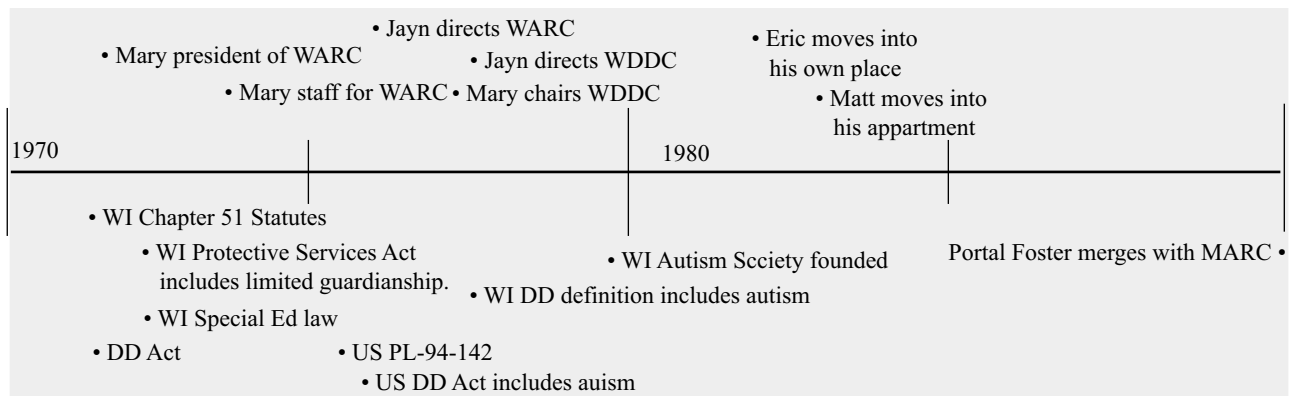 • Jayn directs WARC
• Mary president of WARC
• Jayn directs WDDC
• Mary staff for WARC
• Mary chairs WDDC
• Eric moves into
his own place
• Matt moves into
his appartment
1970
1980
• WI Chapter 51 Statutes
• WI Protective Services Act
includes limited guardianship.
• WI Autism Scciety founded
Portal Foster merges with MARC •
• WI DD definition includes autism
• WI Special Ed law
• DD Act
• US PL-94-142
• US DD Act includes auism